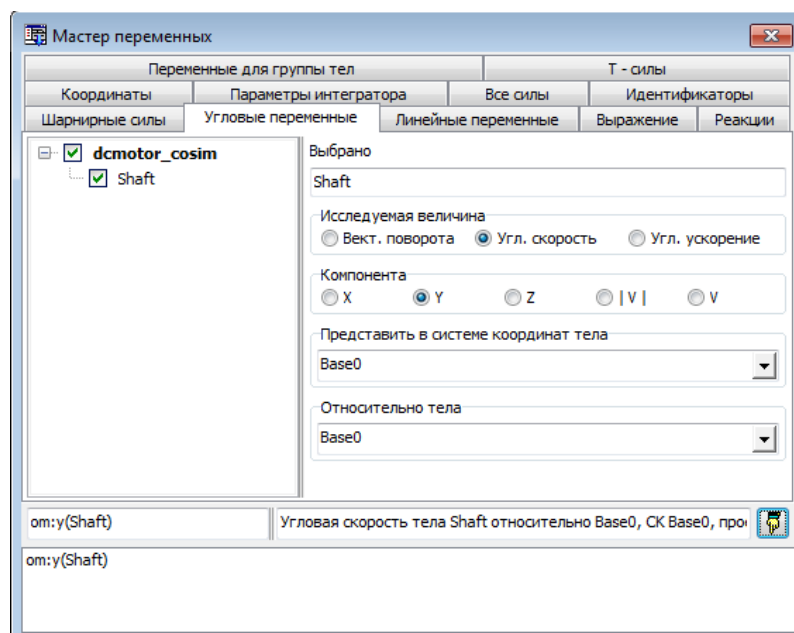 Мастер переменных
Переменные для группы тел Т - силы
Координаты Параметры интегратора Все силы Идентификаторы
Шарнирные силы Угловые переменные Линейные переменные Выражение Реакции
dcmotor_cosim
Shaft
Выбрано
Shaft
Исследуемая величина
Вект. поворота Угл. скорость Угл. ускорение
Компонента
X Y Z | V | V
Представить в системе координат тела
Base0
Относительно тела
Base0
om:y(Shaft) Угловая скорость тела Shaft относительно Base0, СК Base0, прое
om:y(Shaft)